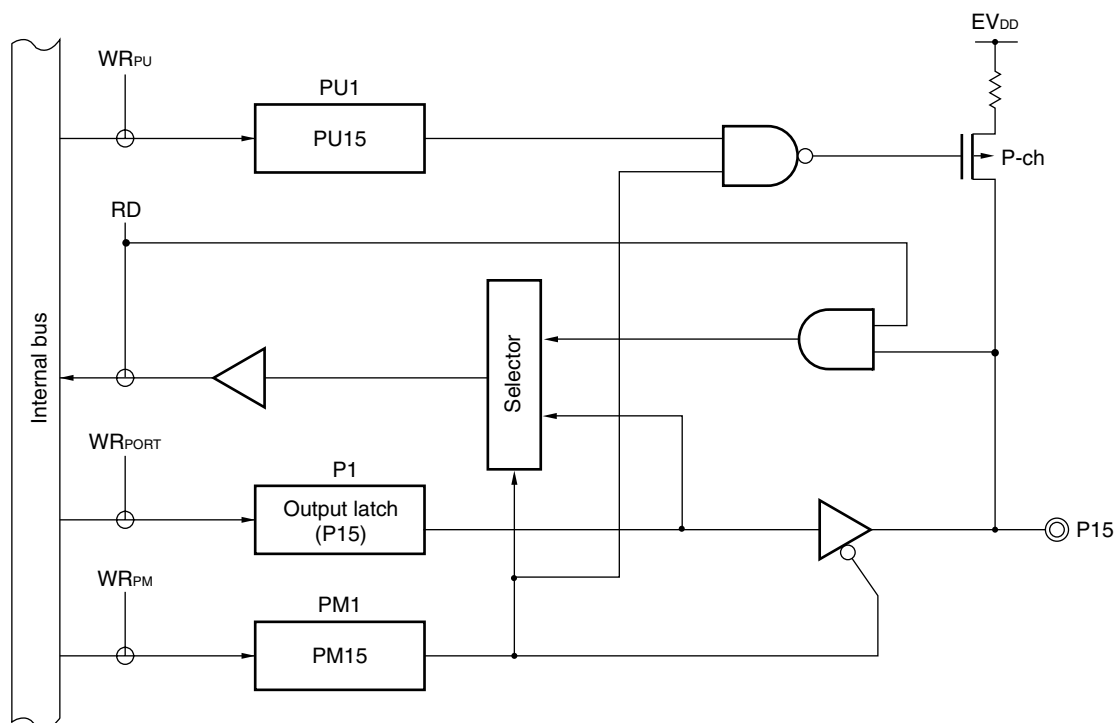 EVDD
WRPU
PU1
PU15
P-ch
RD
Internal bus
Selector
WRPORT
P1
Output latch
(P15)
P15
WRPM
PM1
PM15